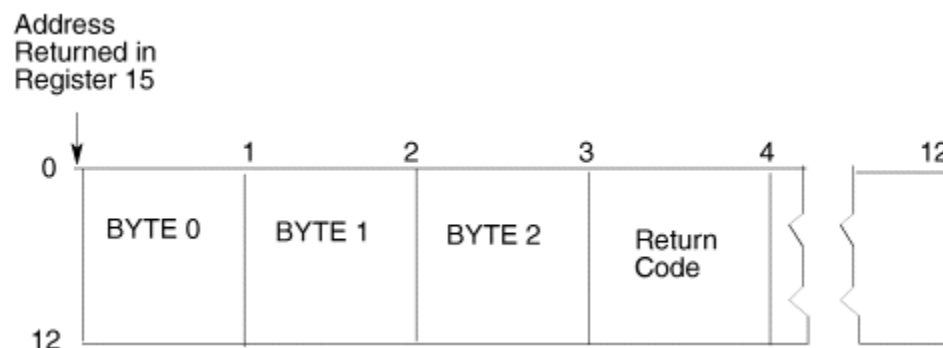 Address
Returned in
Register 15
0 1 2 3 4 12
BYTE 0 BYTE 1 BYTE 2 Return
Code
12